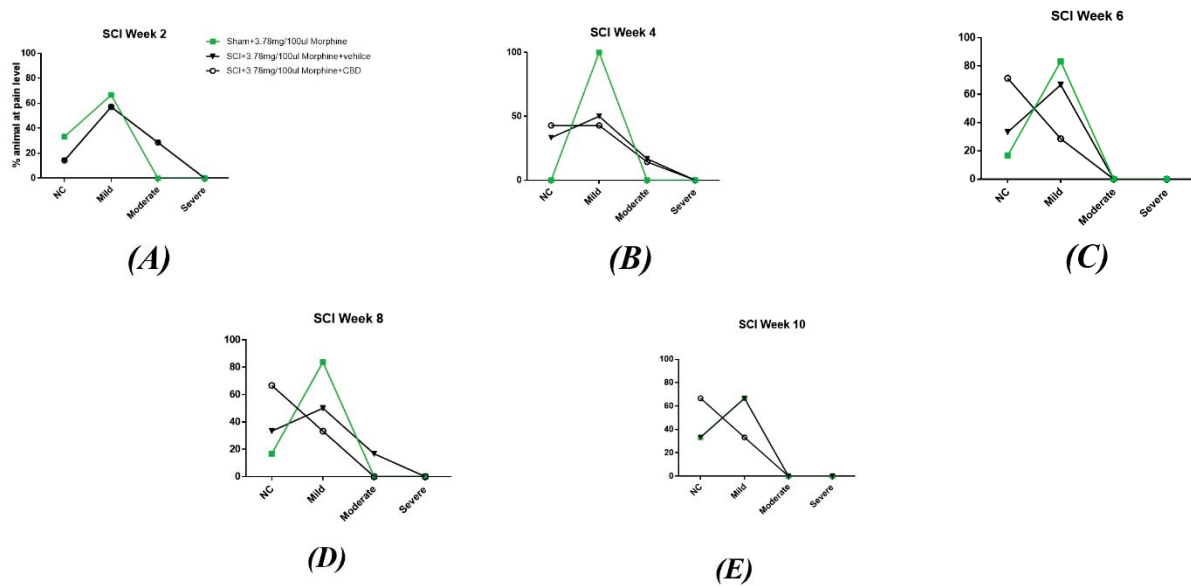 SCI Week 2
Sham+3.78mg/100ul Morphine
SCI+3.78mg/100ul Morphine+vehilce
SCI+3.78mg/100ul Morphine+CBD
% animal at pain level
100
80
60
40
20
0
NC
Mild
Moderate
Severe
(A)
SCI Week 4
100
50
0
NC
Mild
Moderate
Severe
(B)
SCI Week 6
100
80
60
40
20
0
NC
Mild
Moderate
Severe
(C)
SCI Week 8
100
80
60
40
20
0
NC
Mild
Moderate
Severe
(D)
SCI Week 10
100
80
60
40
20
0
NC
Mild
Moderate
Severe
(E)